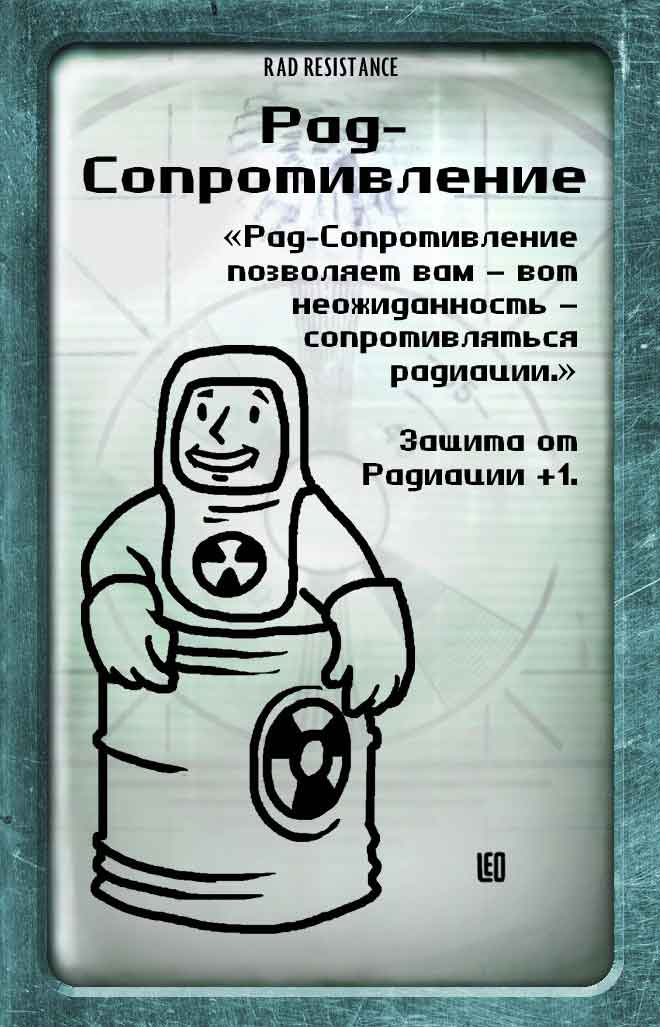 RAD RESISTANCE
Рад-
Сопротивление
«Рад-Сопротивление
позволяет вам – вот
неожиданность –
сопротивляться
радиации.»
Защита от
Радиации +1.
LEO